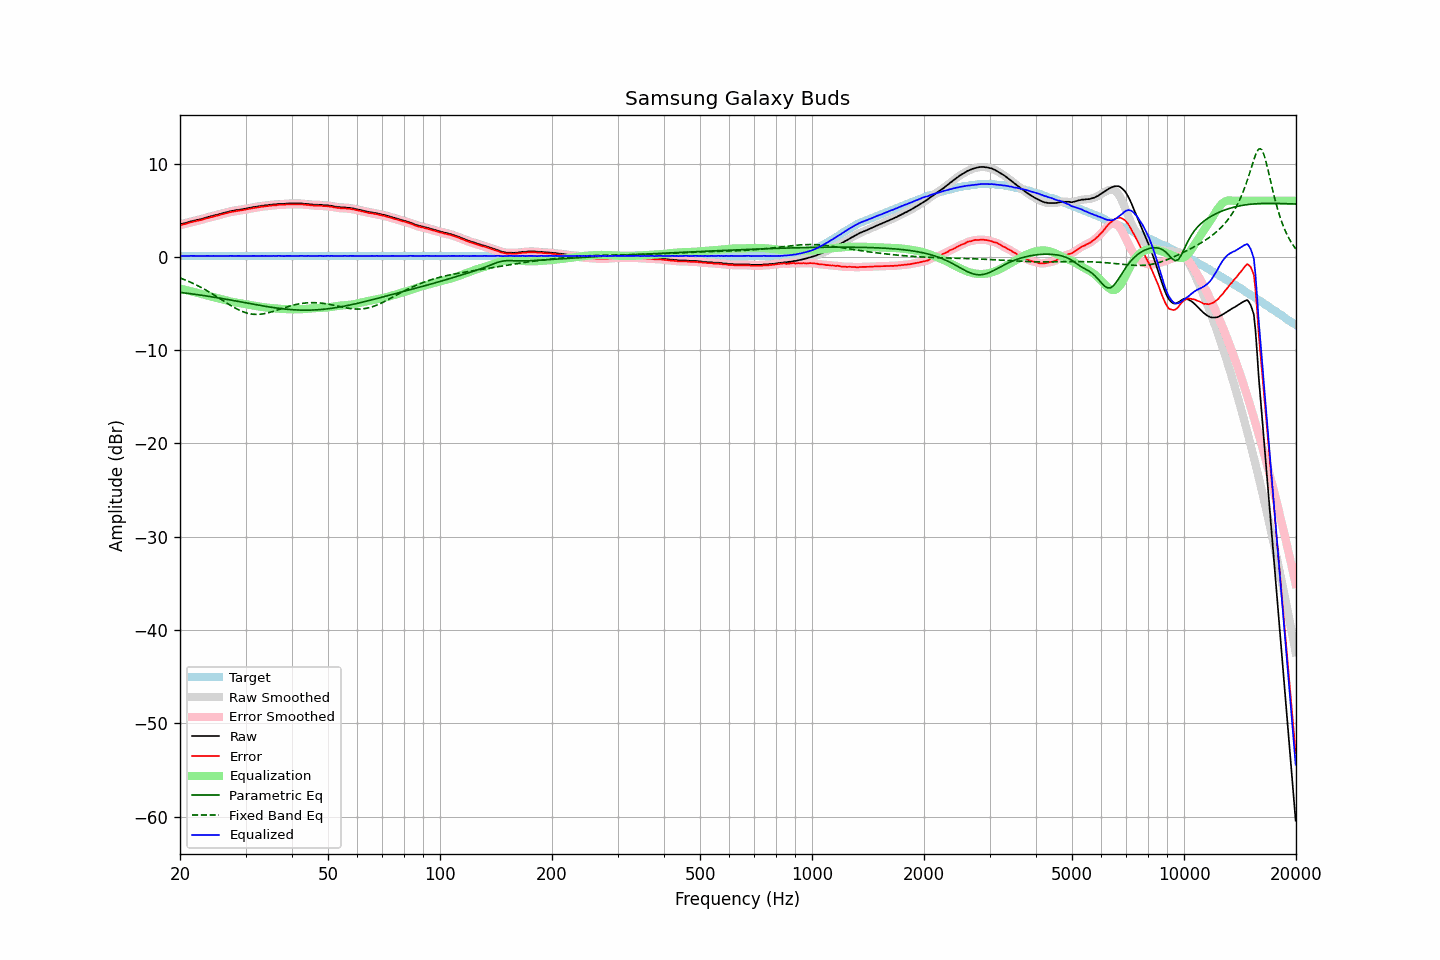 Samsung Galaxy Buds
10
0
−10
−20
−30
−40
−50
−60
Amplitude (dBr)
Target
Raw Smoothed
Error Smoothed
Raw
Error
Equalization
Parametric Eq
Fixed Band Eq
Equalized
20 50 100 200 500 1000 2000 5000 10000 20000
Frequency (Hz)